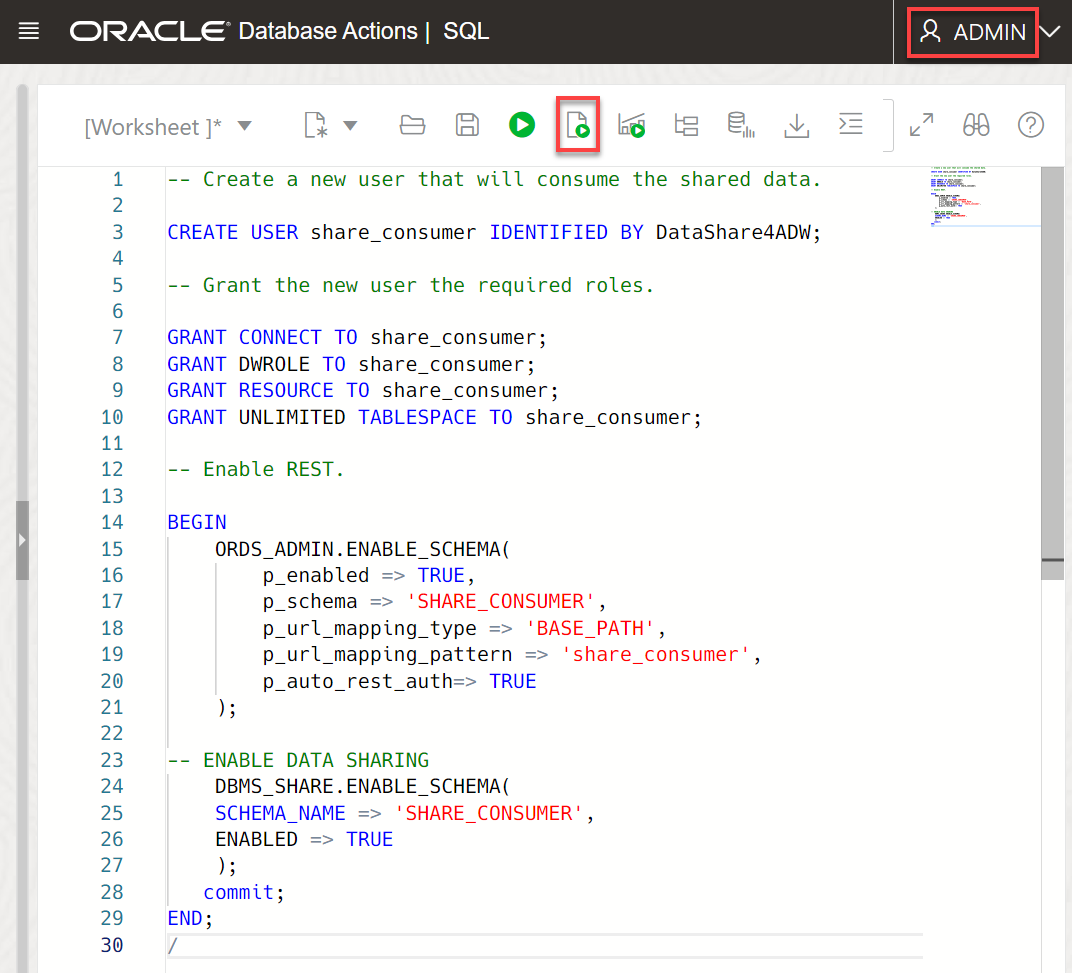 ORACLE® Database Actions | SQL
ADMIN
[Worksheet ]*
1 -- Create a new user that will consume the shared data.
2
3 CREATE USER share_consumer IDENTIFIED BY DataShare4ADW;
4
5 -- Grant the new user the required roles.
6
7 GRANT CONNECT TO share_consumer;
8 GRANT DWROLE TO share_consumer;
9 GRANT RESOURCE TO share_consumer;
10 GRANT UNLIMITED TABLESPACE TO share_consumer;
11
12 -- Enable REST.
13
14 BEGIN
15     ORDS_ADMIN.ENABLE_SCHEMA(
16         p_enabled => TRUE,
17         p_schema => 'SHARE_CONSUMER',
18         p_url_mapping_type => 'BASE_PATH',
19         p_url_mapping_pattern => 'share_consumer',
20         p_auto_rest_auth=> TRUE
21     );
22
23 -- ENABLE DATA SHARING
24     DBMS_SHARE.ENABLE_SCHEMA(
25     SCHEMA_NAME => 'SHARE_CONSUMER',
26     ENABLED => TRUE
27     );
28    commit;
29 END;
30 /